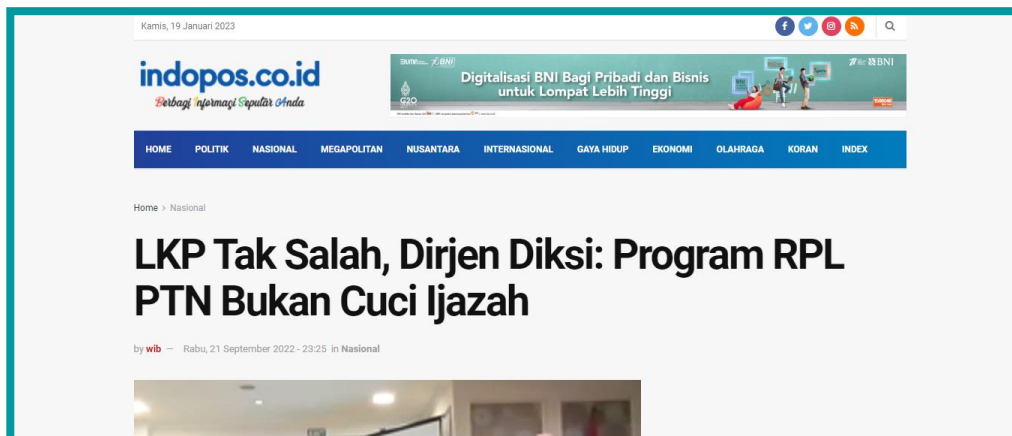 Kamis, 19 Januari 2023
indopos.co.id
Berbagi Informasi Seputar Anda
BNI
Digitalisasi BNI Bagi Pribadi dan Bisnis
untuk Lompat Lebih Tinggi
G20
BNI
HOME POLITIK NASIONAL MEGAPOLITAN NUSANTARA INTERNASIONAL GAYA HIDUP EKONOMI OLAHRAGA KORAN INDEX
Home > Nasional
LKP Tak Salah, Dirjen Diksi: Program RPL
PTN Bukan Cuci Ijazah
by wib — Rabu, 21 September 2022 - 23:25 in Nasional